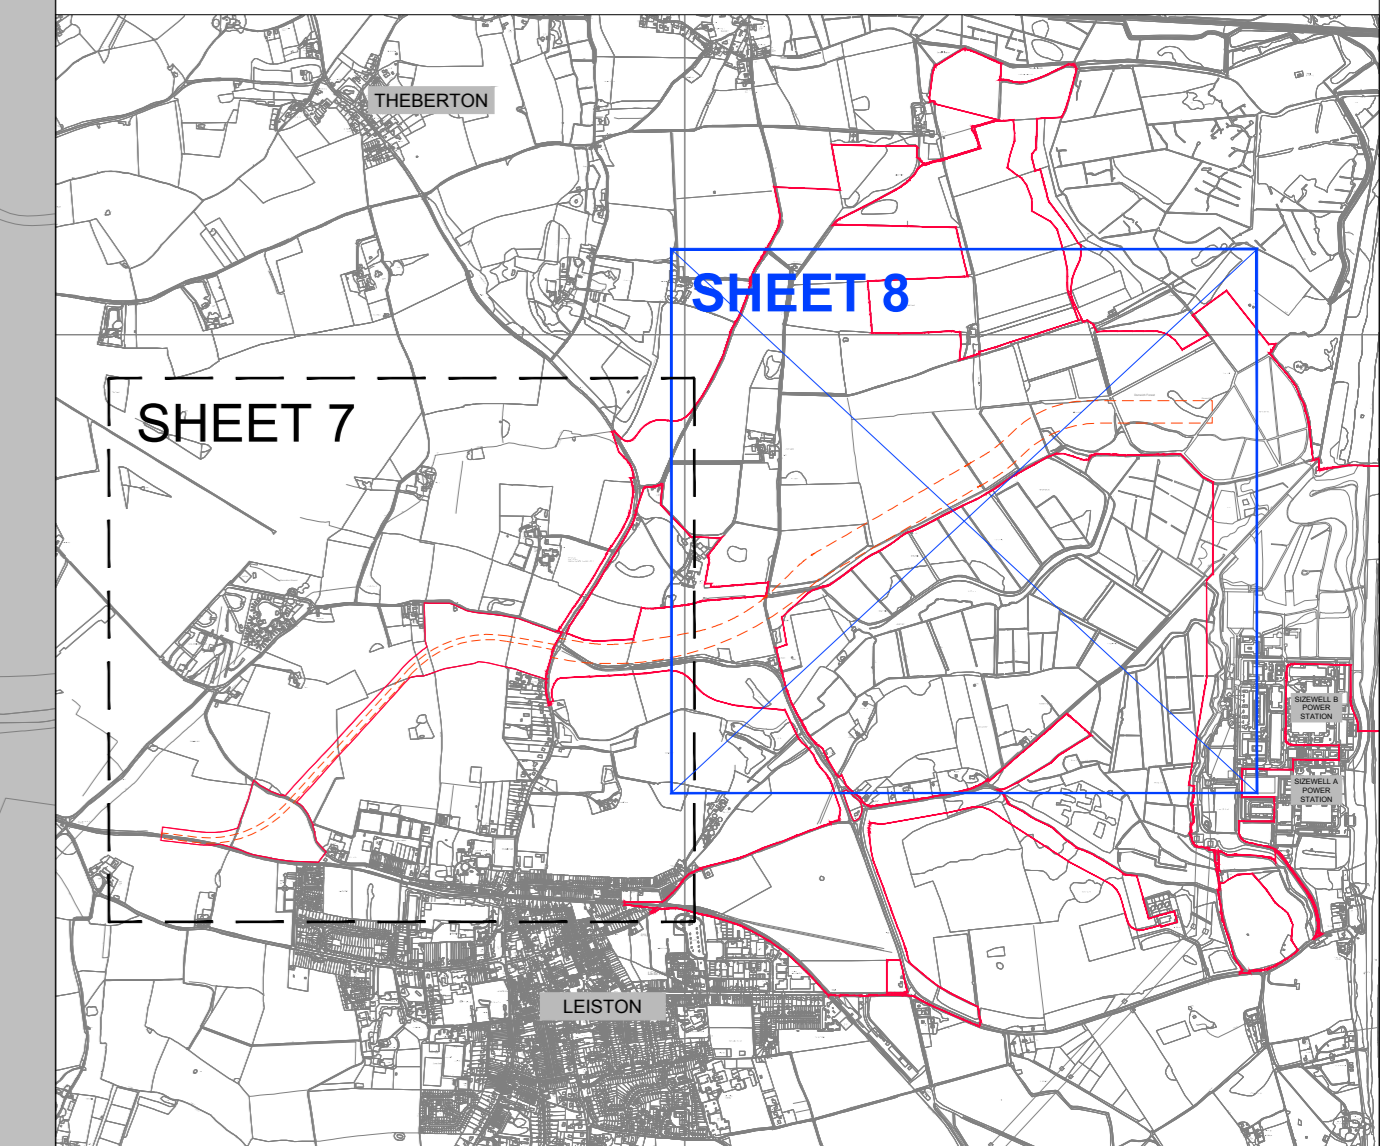 THEBERTON
SHEET 8
SHEET 7
SIZEWELL B
POWER
STATION
SIZEWELL A
POWER
STATION
LEISTON